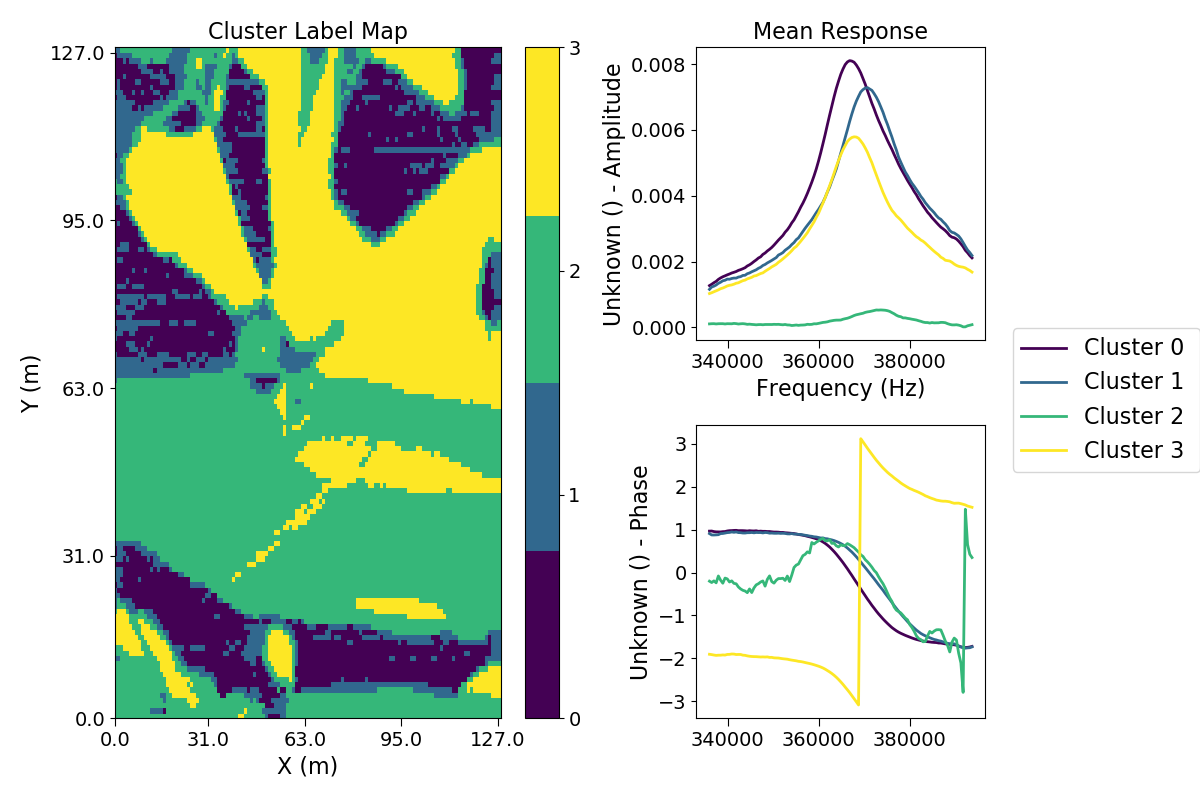 Cluster Label Map
127.0
95.0
63.0
31.0
0.0
Y (m)
0.0 31.0 63.0 95.0 127.0
X (m)
3
2
1
0
Mean Response
0.008
0.006
0.004
0.002
0.000
Unknown () - Amplitude
340000 360000 380000
Frequency (Hz)
3
2
1
0
−1
−2
−3
Unknown () - Phase
340000 360000 380000
Cluster 0
Cluster 1
Cluster 2
Cluster 3